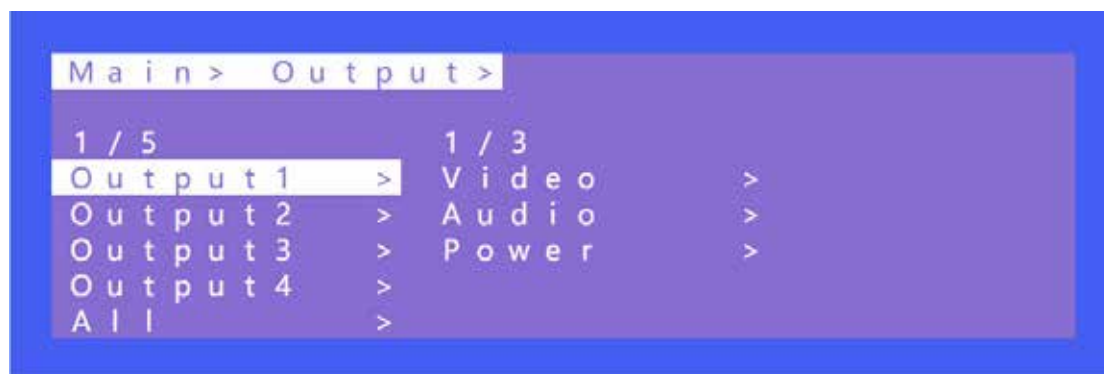 Main> Output>
1/5 1/3
Output1 > Video >
Output2 > Audio >
Output3 > Power >
Output4 >
All >